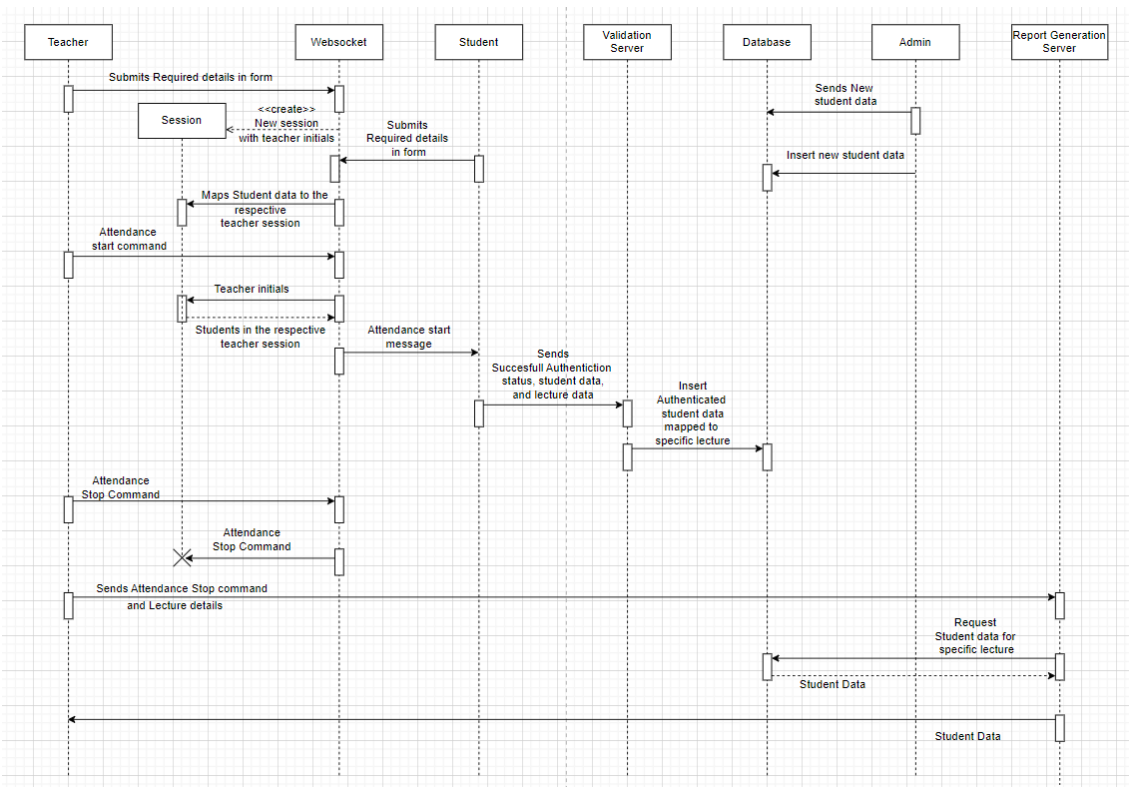 Teacher
Websocket
Student
Validation
Server
Database
Admin
Report Generation
Server
Submits Required details in form
Sends New
student data
Session
<<create>>
New session
with teacher initials
Submits
Required details
in form
Insert new student data
Maps Student data to the
respective
teacher session
Attendance
start command
Teacher initials
Students in the respective
teacher session
Attendance start
message
Sends
Succesfull Authentiction
status, student data,
and lecture data
Insert
Authenticated
student data
mapped to
specific lecture
Attendance
Stop Command
Attendance
Stop Command
Sends Attendance Stop command
and Lecture details
Request
Student data for
specific lecture
Student Data
Student Data